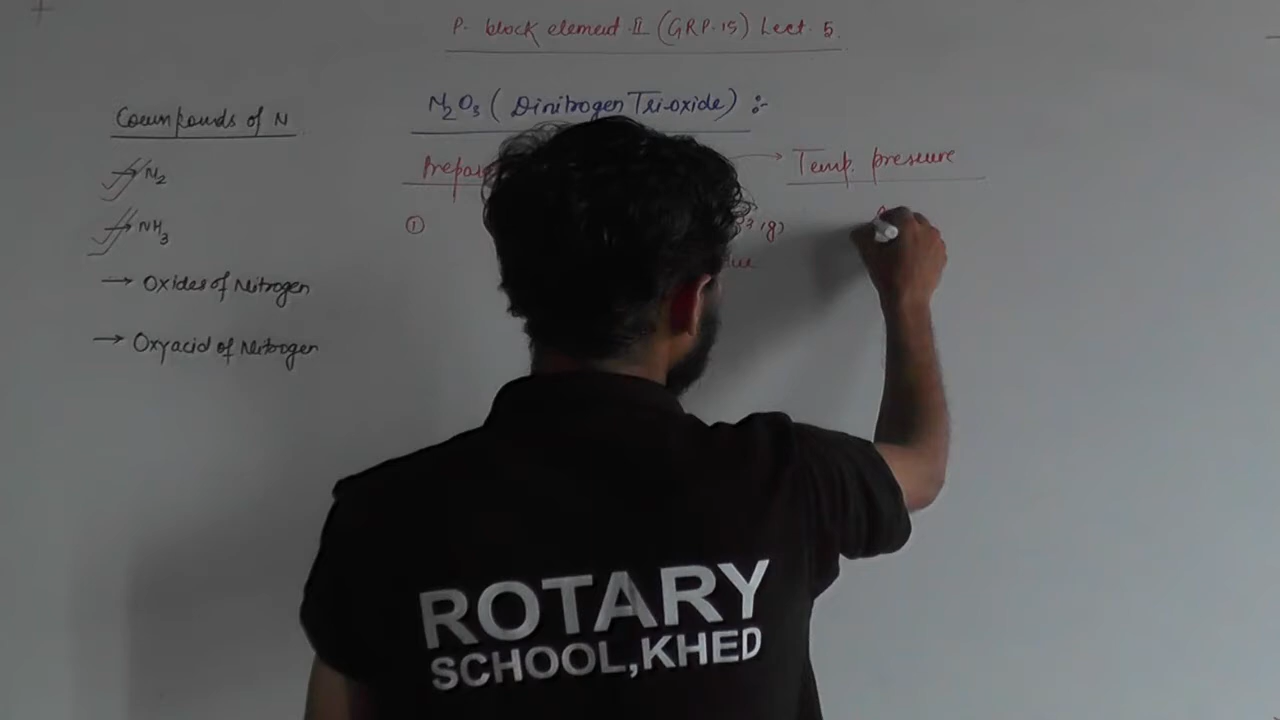 P. block element II (GRP.15) Lect. 5.
Compounds of N
→ N₂
→ NH₃
→ Oxides of Nitrogen
→ Oxyacid of Nitrogen
N₂O₃ (Dinitrogen Tri-oxide) :-
→ Temp. pressure
①
(g)
ROTARY
SCHOOL,KHED